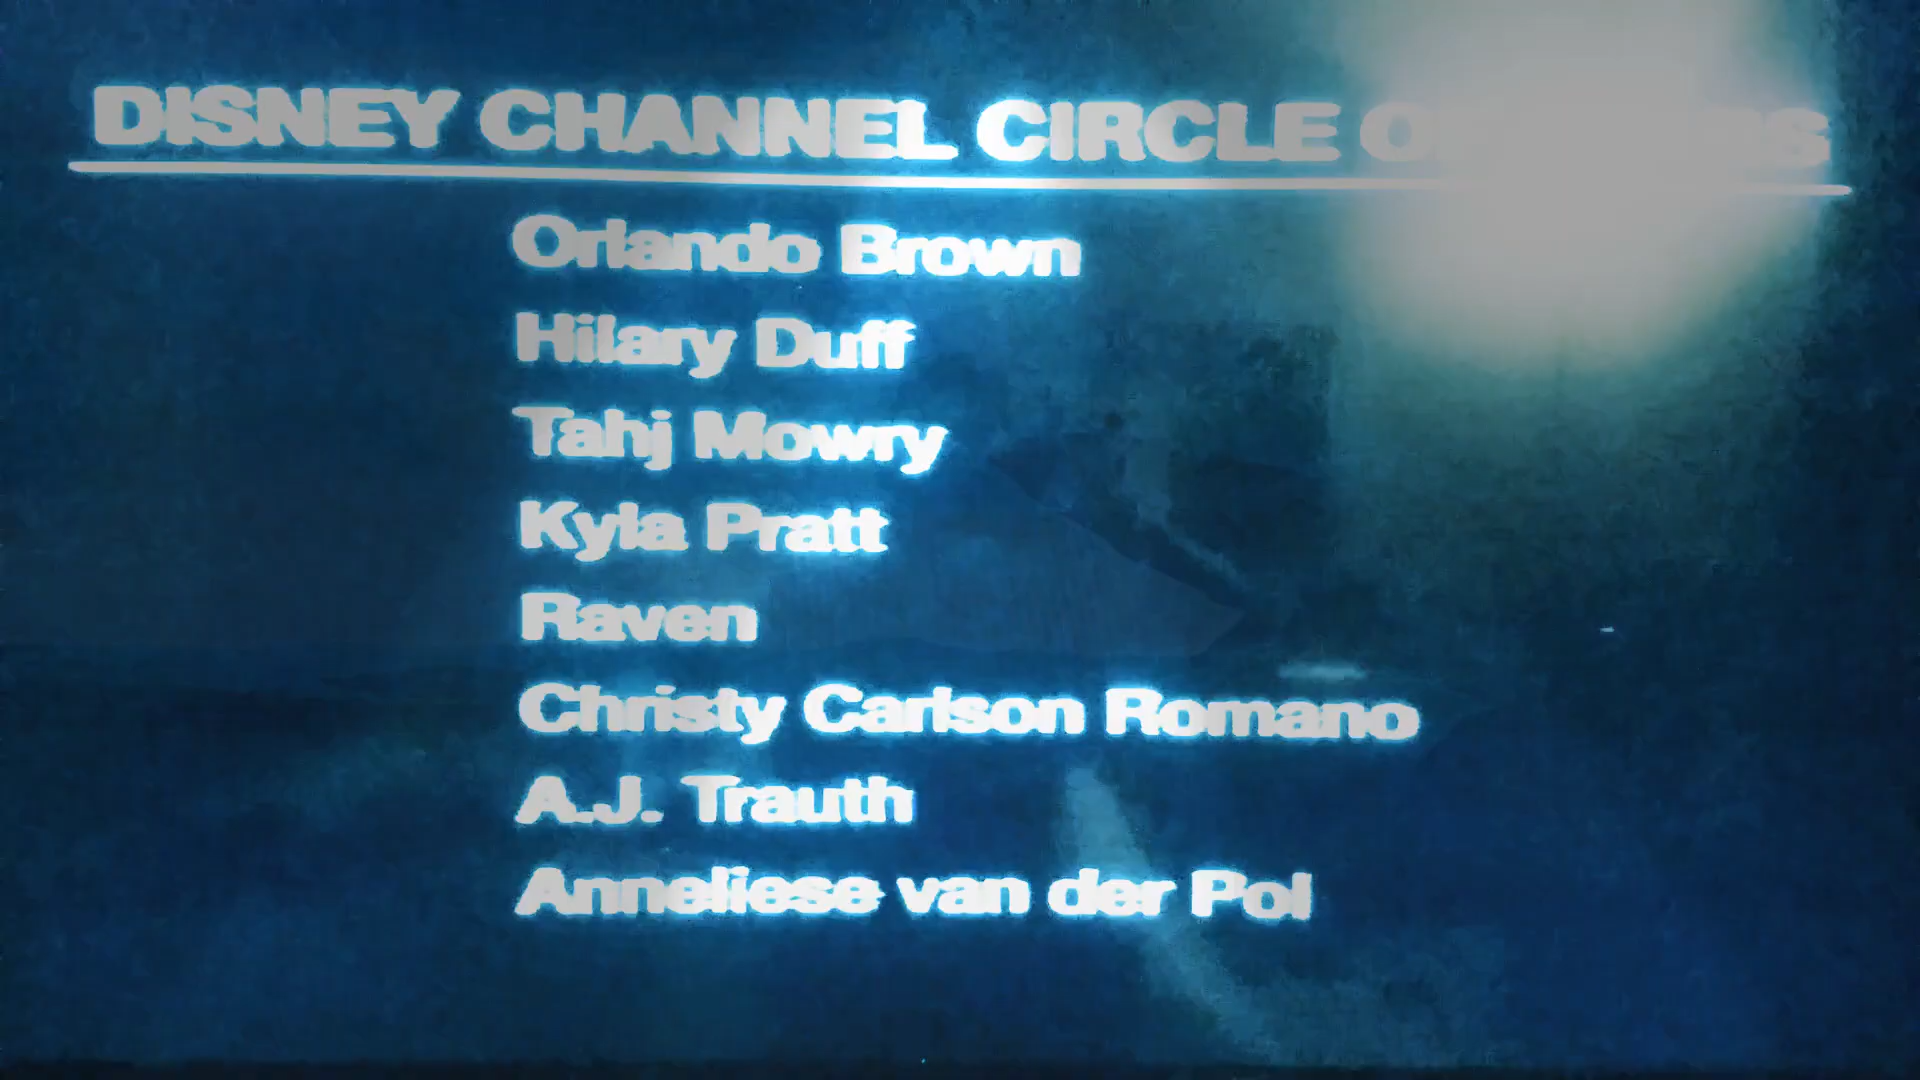 DISNEY CHANNEL CIRCLE
Orlando Brown
Hilary Duff
Tahj Mowry
Kyla Pratt
Raven
Christy Carlson Romano
A.J. Trauth
Anneliese van der Pol